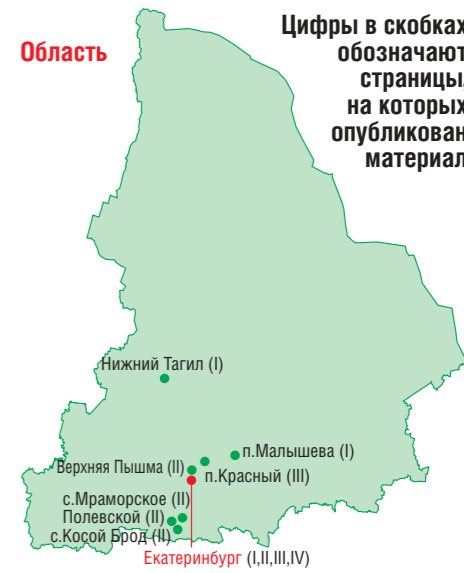 Область
Цифры в скобках
обозначают
страницы,
на которых
опубликован
материал
Нижний Тагил (I)
п.Малышева (I)
Верхняя Пышма (II)
п.Красный (III)
с.Мраморское (II)
Полевской (II)
с.Косой Брод (II)
Екатеринбург (I,II,III,IV)